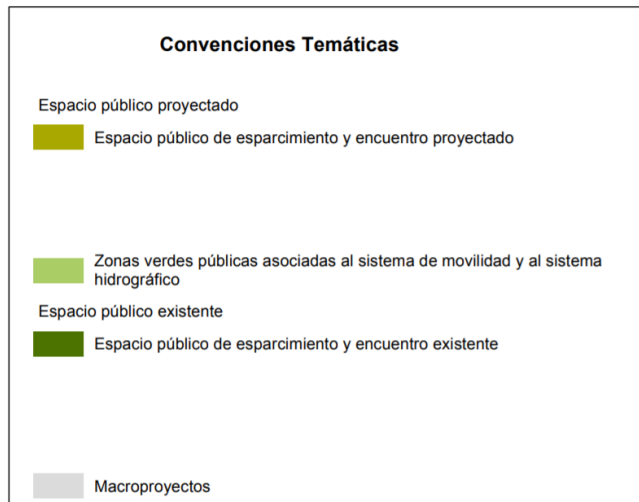 Convenciones Temáticas
Espacio público proyectado
Espacio público de esparcimiento y encuentro proyectado
Zonas verdes públicas asociadas al sistema de movilidad y al sistema
hidrográfico
Espacio público existente
Espacio público de esparcimiento y encuentro existente
Macroproyectos